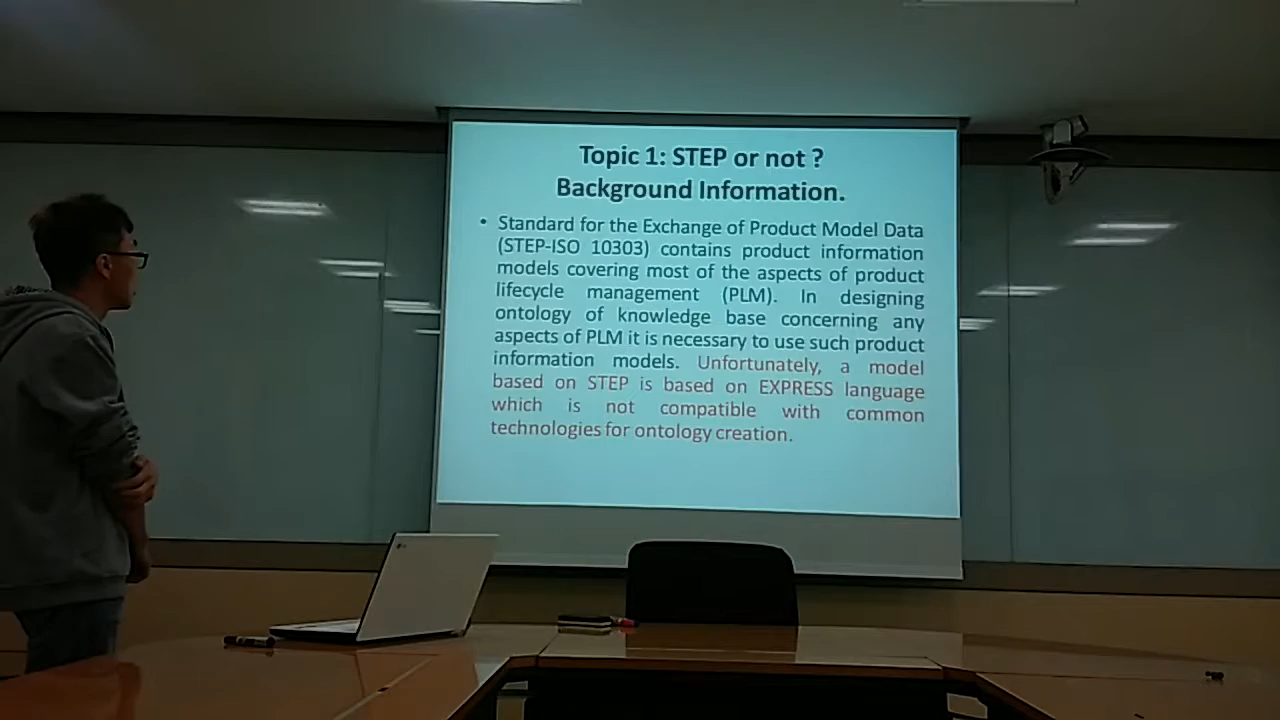 Topic 1: STEP or not ?
Background Information.
• Standard for the Exchange of Product Model Data
(STEP-ISO 10303) contains product information
models covering most of the aspects of product
lifecycle management (PLM). In designing
ontology of knowledge base concerning any
aspects of PLM it is necessary to use such product
information models. Unfortunately, a model
based on STEP is based on EXPRESS language
which is not compatible with common
technologies for ontology creation.